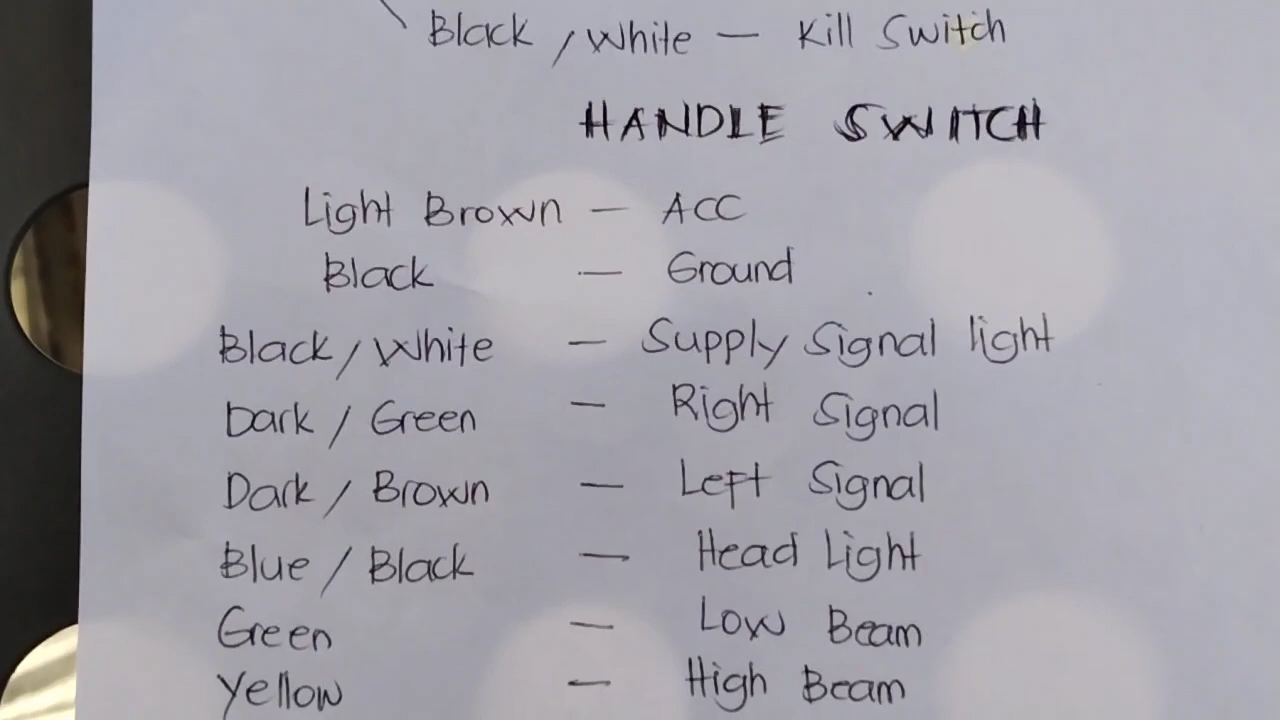 Black / White — Kill Switch
HANDLE SWITCH
Light Brown — ACC
Black — Ground
Black / White — Supply Signal light
Dark / Green — Right Signal
Dark / Brown — Left Signal
Blue / Black — Head Light
Green — Low Beam
Yellow — High Beam